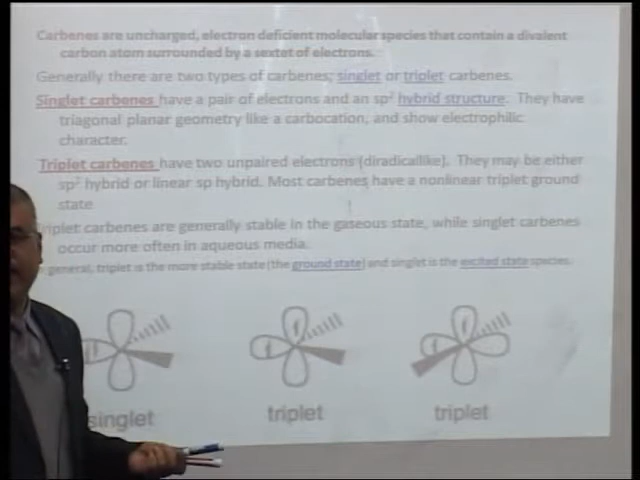 Carbenes are uncharged, electron deficient molecular species that contain a divalent
carbon atom surrounded by a sextet of electrons.
Generally there are two types of carbenes; singlet or triplet carbenes.
Singlet carbenes have a pair of electrons and an sp² hybrid structure. They have
triagonal planar geometry like a carbocation, and show electrophilic
character.
Triplet carbenes have two unpaired electrons (diradicallike). They may be either
sp² hybrid or linear sp hybrid. Most carbenes have a nonlinear triplet ground
state
riplet carbenes are generally stable in the gaseous state, while singlet carbenes
occur more often in aqueous media.
general, triplet is the more stable state (the ground state) and singlet is the excited state species.
singlet
triplet
triplet